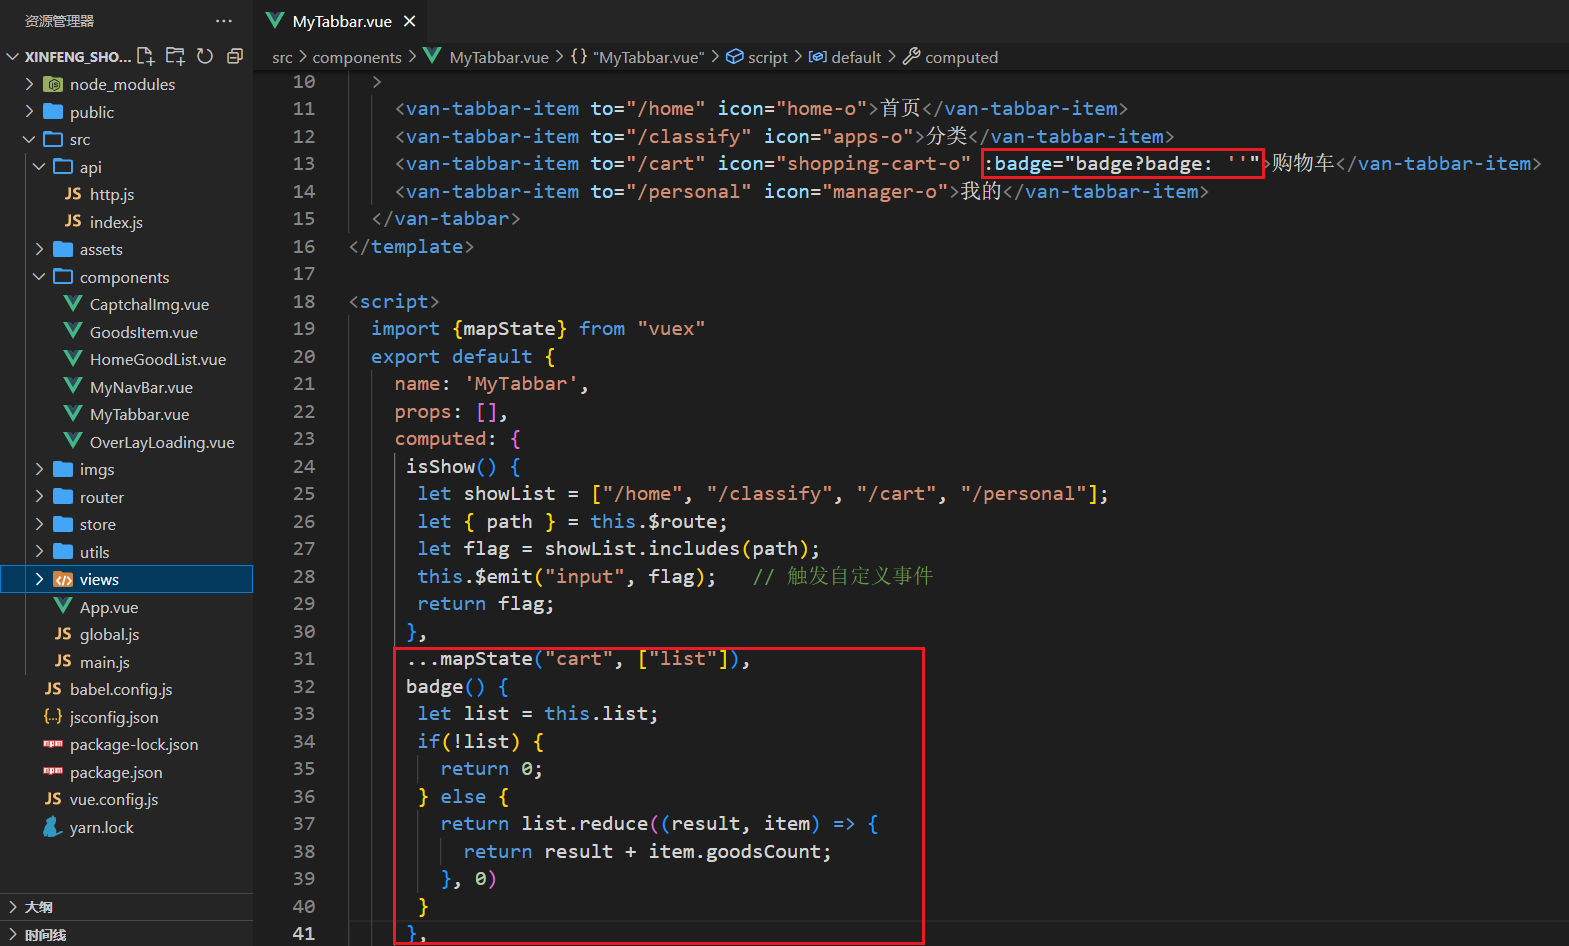 资源管理器
XINFENG_SHO...
node_modules
public
src
api
JS http.js
JS index.js
assets
components
CaptchaImg.vue
GoodsItem.vue
HomeGoodList.vue
MyNavBar.vue
MyTabbar.vue
OverLayLoading.vue
imgs
router
store
utils
views
App.vue
JS global.js
JS main.js
JS babel.config.js
{..} jsconfig.json
npm package-lock.json
npm package.json
JS vue.config.js
yarn.lock
大纲
时间线
MyTabbar.vue
src > components > MyTabbar.vue > {} "MyTabbar.vue" > script > default > computed
10 >
11 <van-tabbar-item to="/home" icon="home-o">首页</van-tabbar-item>
12 <van-tabbar-item to="/classify" icon="apps-o">分类</van-tabbar-item>
13 <van-tabbar-item to="/cart" icon="shopping-cart-o" :badge="badge?badge: ''">购物车</van-tabbar-item>
14 <van-tabbar-item to="/personal" icon="manager-o">我的</van-tabbar-item>
15 </van-tabbar>
16 </template>
17
18 <script>
19 import {mapState} from "vuex"
20 export default {
21 name: 'MyTabbar',
22 props: [],
23 computed: {
24 isShow() {
25 let showList = ["/home", "/classify", "/cart", "/personal"];
26 let { path } = this.$route;
27 let flag = showList.includes(path);
28 this.$emit("input", flag); // 触发自定义事件
29 return flag;
30 },
31 ...mapState("cart", ["list"]),
32 badge() {
33 let list = this.list;
34 if(!list) {
35 return 0;
36 } else {
37 return list.reduce((result, item) => {
38 return result + item.goodsCount;
39 }, 0)
40 }
41 },